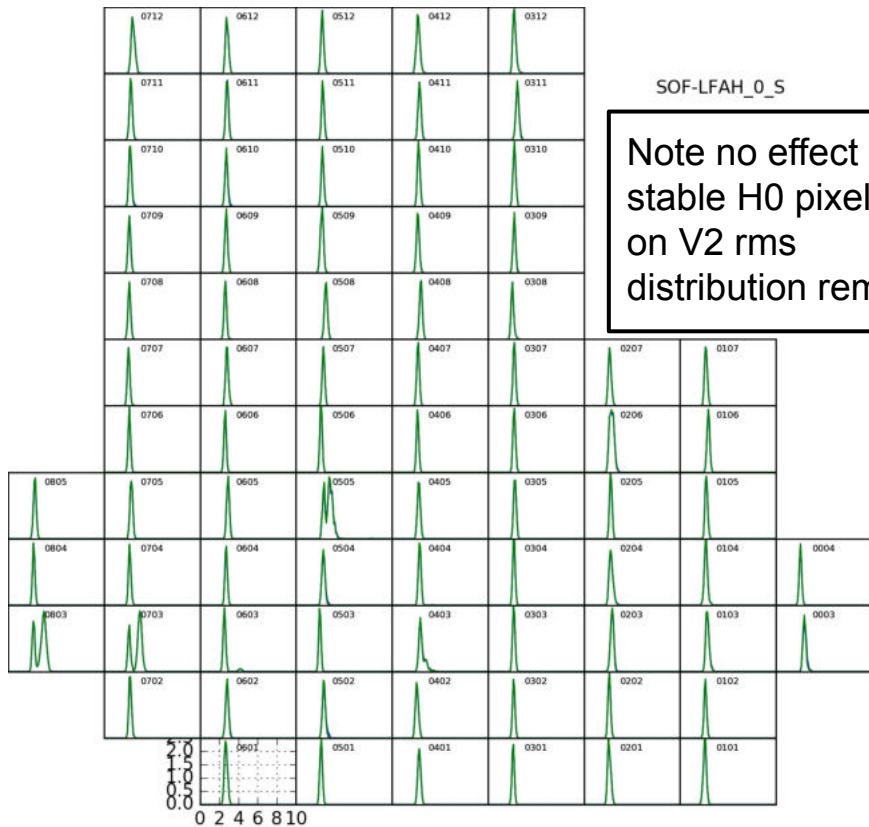 0712 0612 0512 0412 0312
0711 0611 0511 0411 0311
SOF-LFAH_0_S
0710 0610 0510 0410 0310
Note no effect
stable H0 pixel
on V2 rms
distribution rem
0709 0609 0509 0409 0309
0708 0608 0508 0408 0308
0707 0607 0507 0407 0307 0207 0107
0706 0606 0506 0406 0306 0206 0106
0805 0705 0605 0505 0405 0305 0205 0105
0804 0704 0604 0504 0404 0304 0204 0104 0004
0803 0703 0603 0503 0403 0303 0203 0103 0003
0702 0602 0502 0402 0302 0202 0102
0601 0501 0401 0301 0201 0101
2.5
2.0
1.5
1.0
0.5
0.0
0 2 4 6 8 10